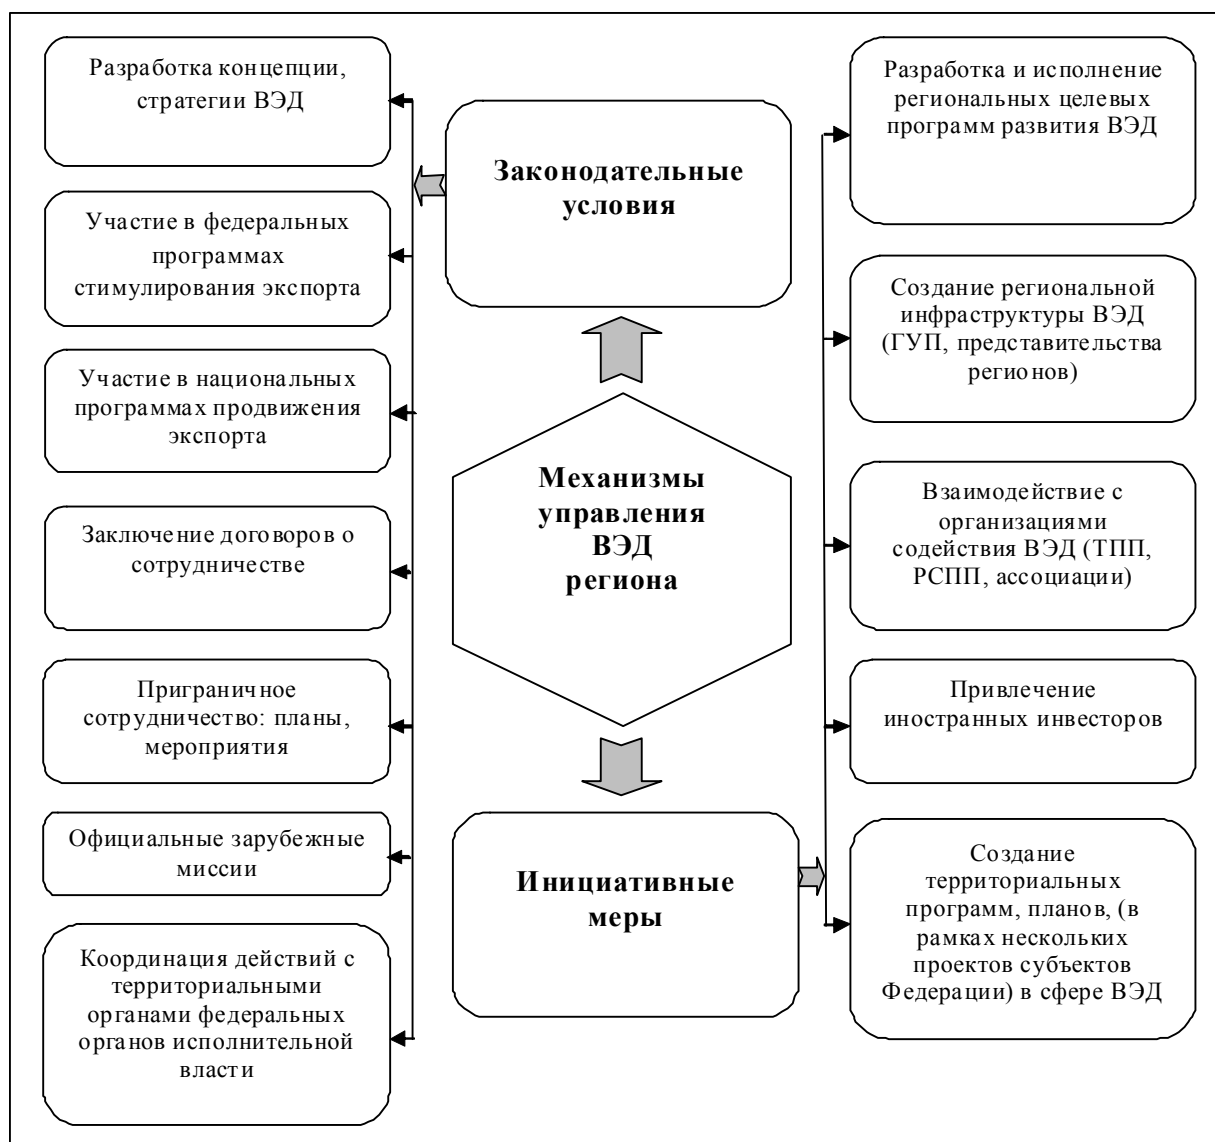 Разработка концепции,
стратегии ВЭД
Участие в федеральных
программах
стимулирования экспорта
Участие в национальных
программах продвижения
экспорта
Заключение договоров о
сотрудничестве
Приграничное
сотрудничество: планы,
мероприятия
Официальные зарубежные
миссии
Координация действий с
территориальными
органами федеральных
органов исполнительной
власти
Законодательные
условия
Механизмы
управления
ВЭД
региона
Инициативные
меры
Разработка и исполнение
региональных целевых
программ развития ВЭД
Создание региональной
инфраструктуры ВЭД
(ГУП, представительства
регионов)
Взаимодействие с
организациями
содействия ВЭД (ТПП,
РСПП, ассоциации)
Привлечение
иностранных инвесторов
Создание
территориальных
программ, планов, (в
рамках нескольких
проектов субъектов
Федерации) в сфере ВЭД